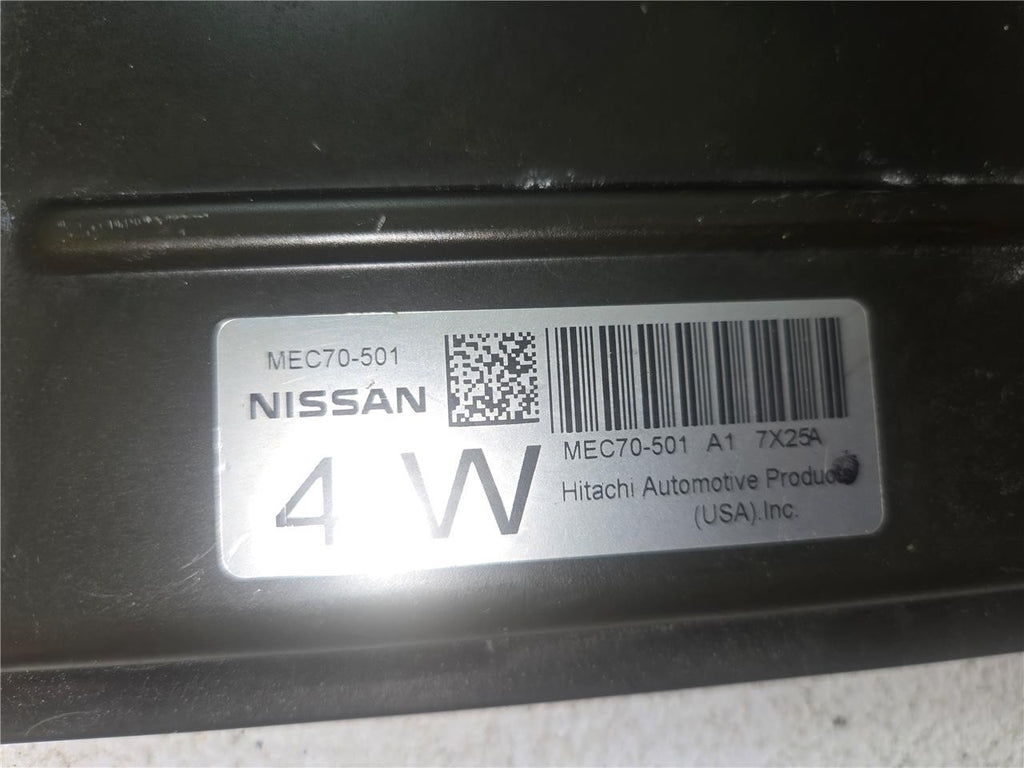 MEC70-501
NISSAN
4 W
MEC70-501 A1 7X25A
Hitachi Automotive Products
(USA).Inc.